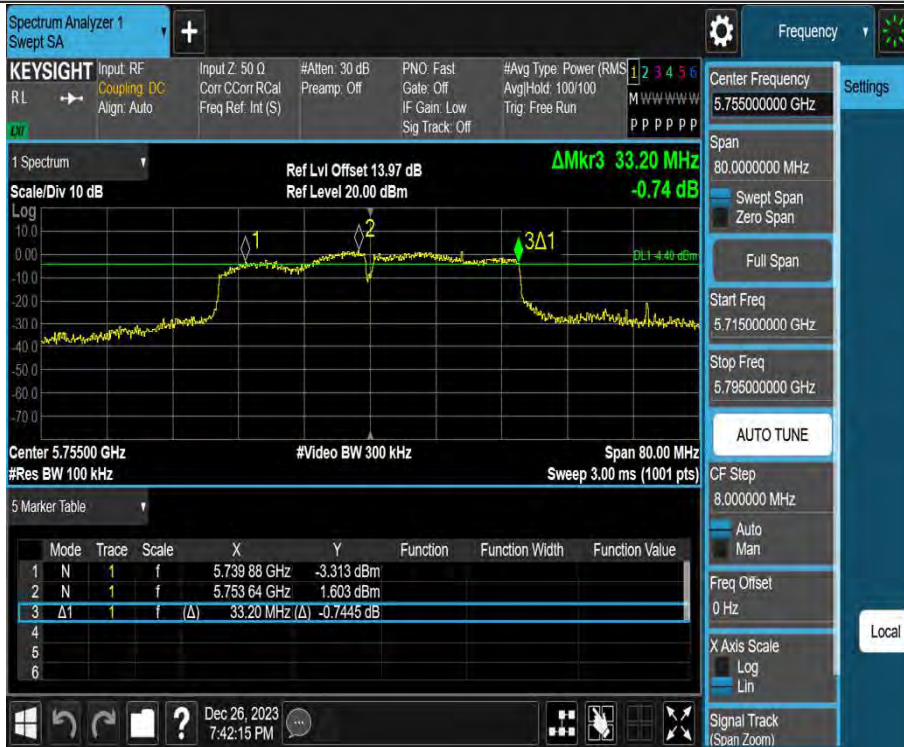 Spectrum Analyzer 1
Swept SA
+
Frequency
KEYSIGHT
RL
LXI
Input: RF
Coupling: DC
Align: Auto
Input Z: 50 Ω
Corr CCorr RCal
Freq Ref: Int (S)
#Atten: 30 dB
Preamp: Off
PNO: Fast
Gate: Off
IF Gain: Low
Sig Track: Off
#Avg Type: Power (RMS
Avg|Hold: 100/100
Trig: Free Run
1 2 3 4 5 6
M W W W W W
P P P P P P
Center Frequency
5.755000000 GHz
Settings
1 Spectrum
Scale/Div 10 dB
Ref Lvl Offset 13.97 dB
Ref Level 20.00 dBm
ΔMkr3 33.20 MHz
-0.74 dB
Span
80.0000000 MHz
Swept Span
Zero Span
Full Span
Start Freq
5.715000000 GHz
Stop Freq
5.795000000 GHz
AUTO TUNE
CF Step
8.000000 MHz
Auto
Man
Freq Offset
0 Hz
X Axis Scale
Log
Lin
Signal Track
(Span Zoom)
Local
Log
10.0
0.00
-10.0
-20.0
-30.0
-40.0
-50.0
-60.0
-70.0
1
2
3Δ1
DL1 -4.40 dBm
Center 5.75500 GHz
#Video BW 300 kHz
Span 80.00 MHz
#Res BW 100 kHz
Sweep 3.00 ms (1001 pts)
5 Marker Table
Mode Trace Scale X Y Function Function Width Function Value
1 N 1 f 5.739 88 GHz -3.313 dBm
2 N 1 f 5.753 64 GHz 1.603 dBm
3 Δ1 1 f (Δ) 33.20 MHz (Δ) -0.7445 dB
4
5
6
?
Dec 26, 2023
7:42:15 PM